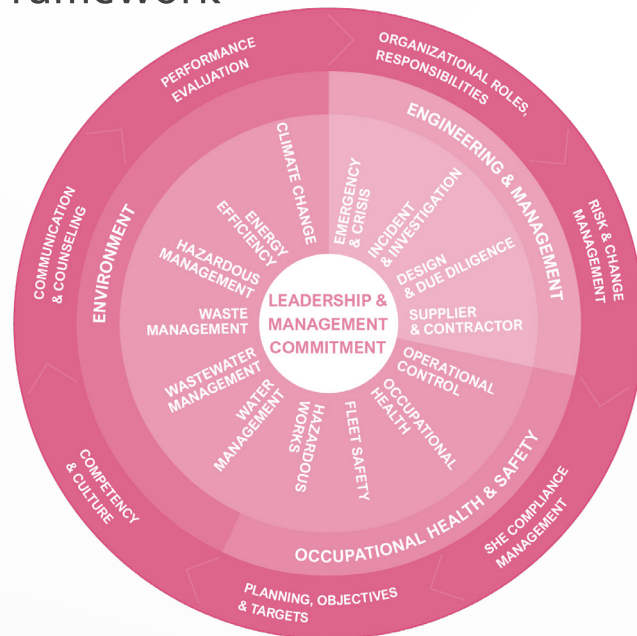 ramework
ORGANIZATIONAL ROLES,
RESPONSIBILITIES
RISK & CHANGE
MANAGEMENT
SHE COMPLIANCE
MANAGEMENT
PLANNING, OBJECTIVES
& TARGETS
COMPETENCY
& CULTURE
COMMUNICATION
& COUNSELING
PERFORMANCE
EVALUATION
ENGINEERING & MANAGEMENT
OCCUPATIONAL HEALTH & SAFETY
ENVIRONMENT
EMERGENCY
& CRISIS
INCIDENT
& INVESTIGATION
DESIGN
& DUE DILIGENCE
SUPPLIER
& CONTRACTOR
OPERATIONAL
CONTROL
OCCUPATIONAL
HEALTH
FLEET SAFETY
HAZARDOUS
WORKS
WATER
MANAGEMENT
WASTEWATER
MANAGEMENT
WASTE
MANAGEMENT
HAZARDOUS
MANAGEMENT
ENERGY
EFFICIENCY
CLIMATE CHANGE
LEADERSHIP &
MANAGEMENT
COMMITMENT